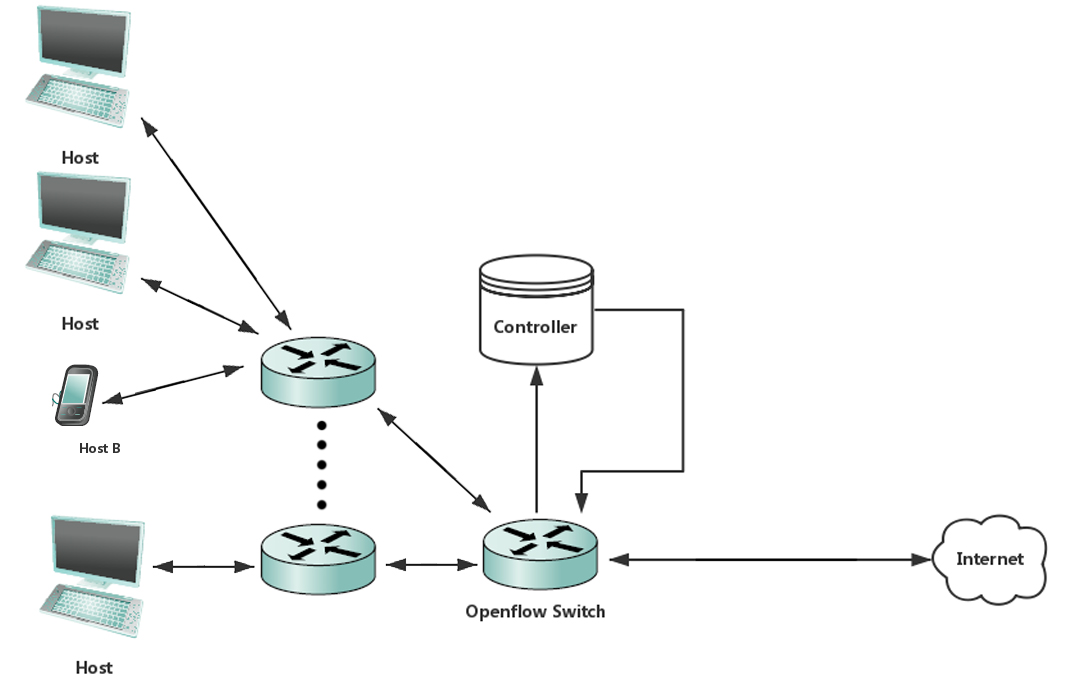 Host
Host
Controller
Host B
Internet
Openflow Switch
Host